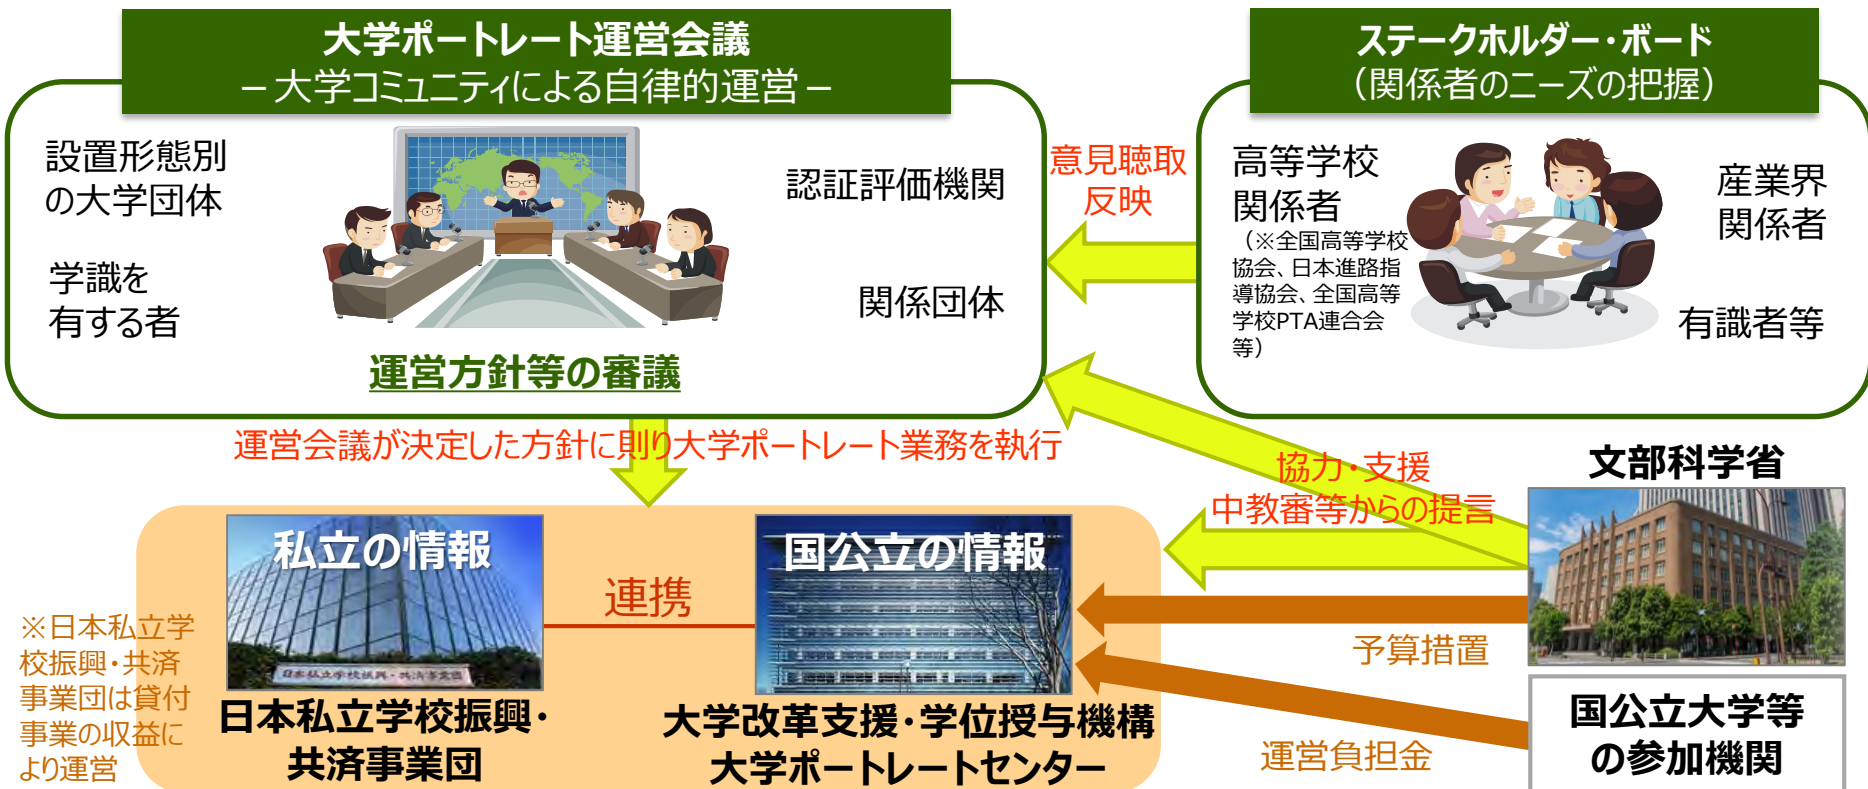 大学ポートレート運営会議
－大学コミュニティによる自律的運営－
設置形態別
の大学団体
学識を
有する者
認証評価機関
関係団体
運営方針等の審議
意見聴取
反映
ステークホルダー・ボード
（関係者のニーズの把握）
高等学校
関係者
（※全国高等学校
協会、日本進路指
導協会、全国高等
学校PTA連合会
等）
産業界
関係者
有識者等
運営会議が決定した方針に則り大学ポートレート業務を執行
協力・支援
中教審等からの提言
文部科学省
私立の情報
日本私立学校振興・共済事業団
連携
国公立の情報
※日本私立学
校振興・共済
事業団は貸付
事業の収益に
より運営
日本私立学校振興・
共済事業団
大学改革支援・学位授与機構
大学ポートレートセンター
予算措置
運営負担金
国公立大学等
の参加機関